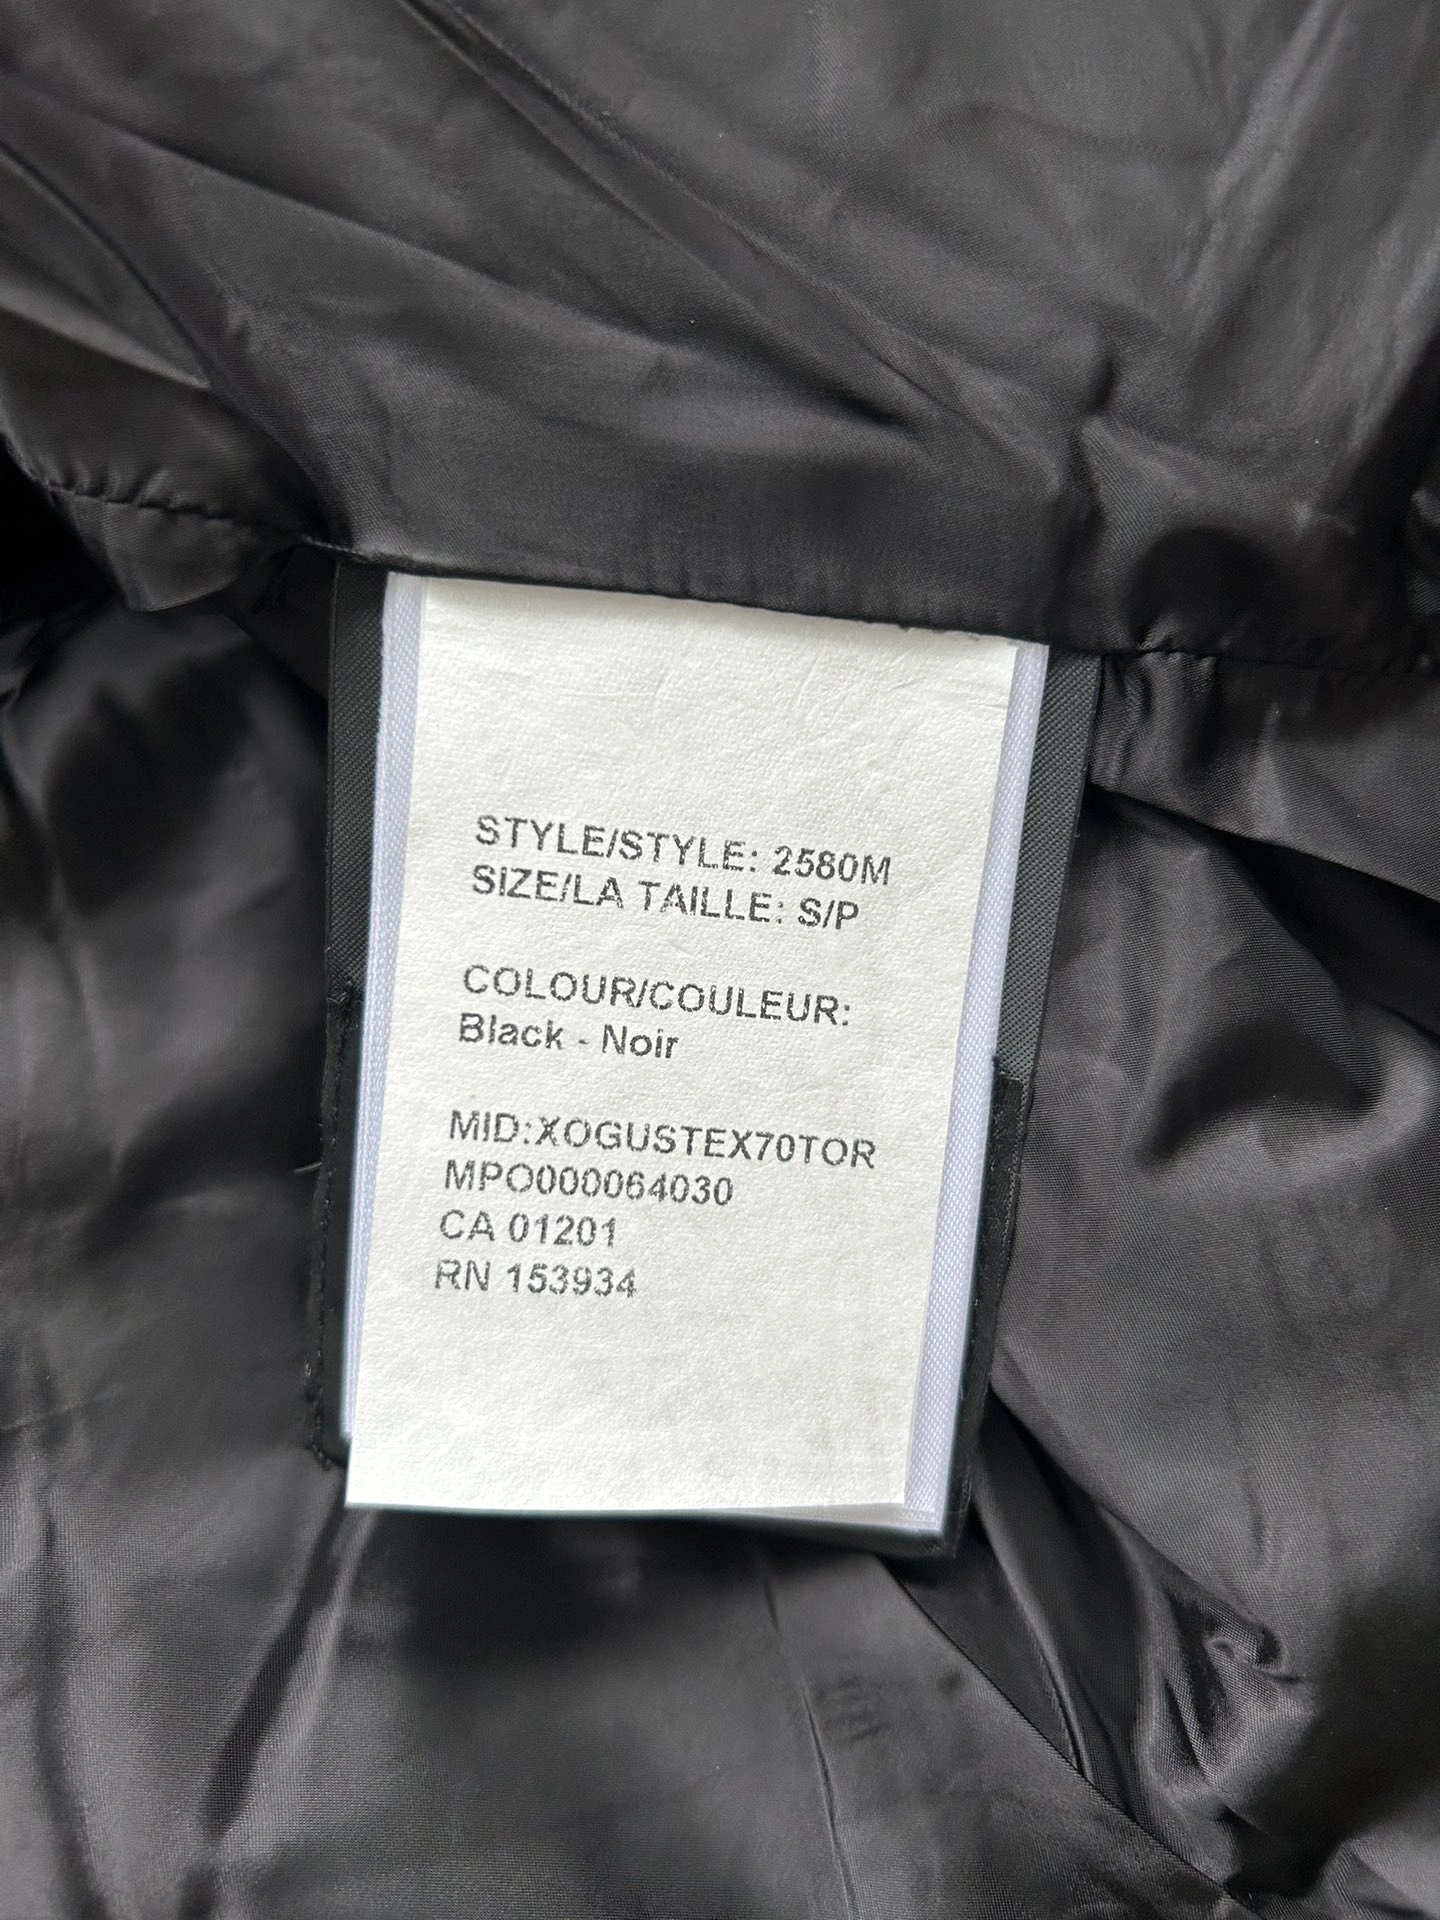 STYLE/STYLE: 2580M
SIZE/LA TAILLE: S/P
COLOUR/COULEUR:
Black - Noir
MID:XOGUSTEX70TOR
MPO000064030
CA 01201
RN 153934